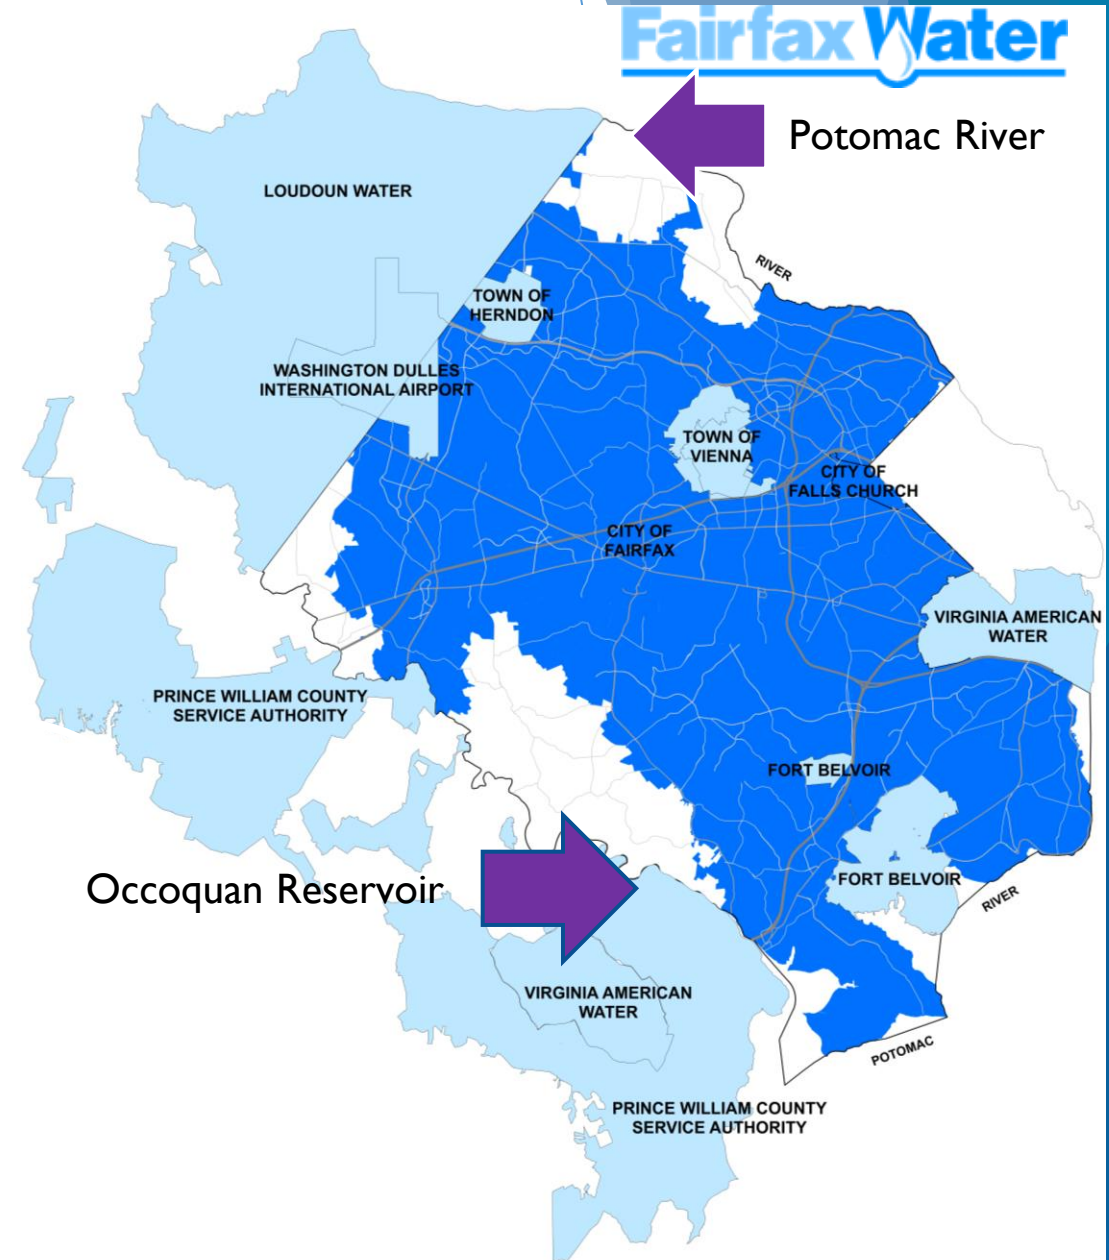 Fairfax Water
Potomac River
LOUDOUN WATER
RIVER
TOWN OF
HERNDON
WASHINGTON DULLES
INTERNATIONAL AIRPORT
TOWN OF
VIENNA
CITY OF
FALLS CHURCH
CITY OF
FAIRFAX
VIRGINIA AMERICAN
WATER
PRINCE WILLIAM COUNTY
SERVICE AUTHORITY
FORT BELVOIR
Occoquan Reservoir
FORT BELVOIR
RIVER
VIRGINIA AMERICAN
WATER
POTOMAC
PRINCE WILLIAM COUNTY
SERVICE AUTHORITY